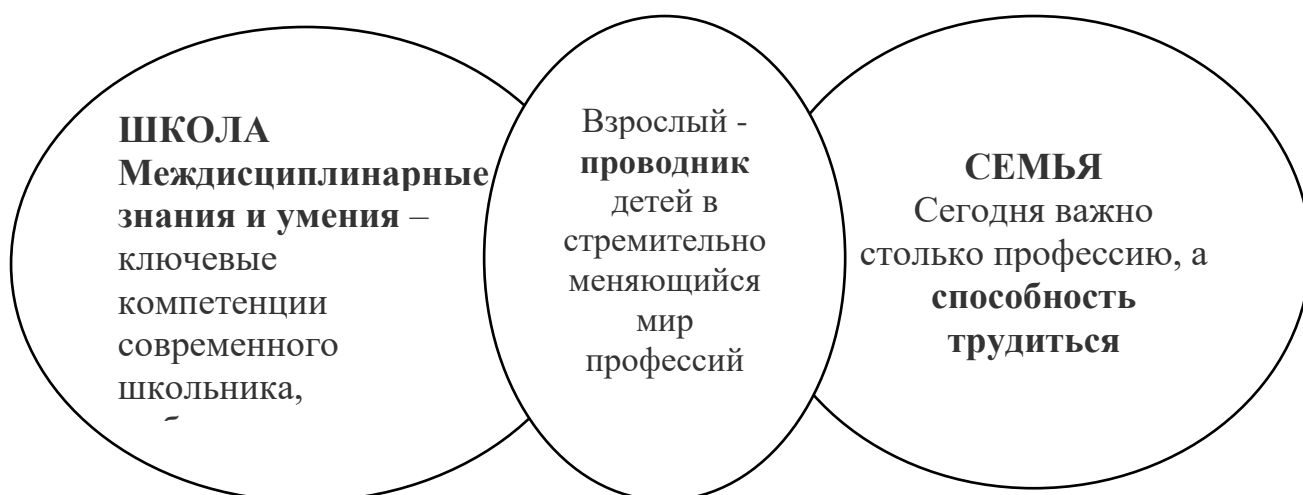 ШКОЛА
Междисциплинарные
знания и умения –
ключевые
компетенции
современного
школьника,
Взрослый -
проводник
детей в
стремительно
меняющийся
мир
профессий
СЕМЬЯ
Сегодня важно
столько профессию, а
способность
трудиться